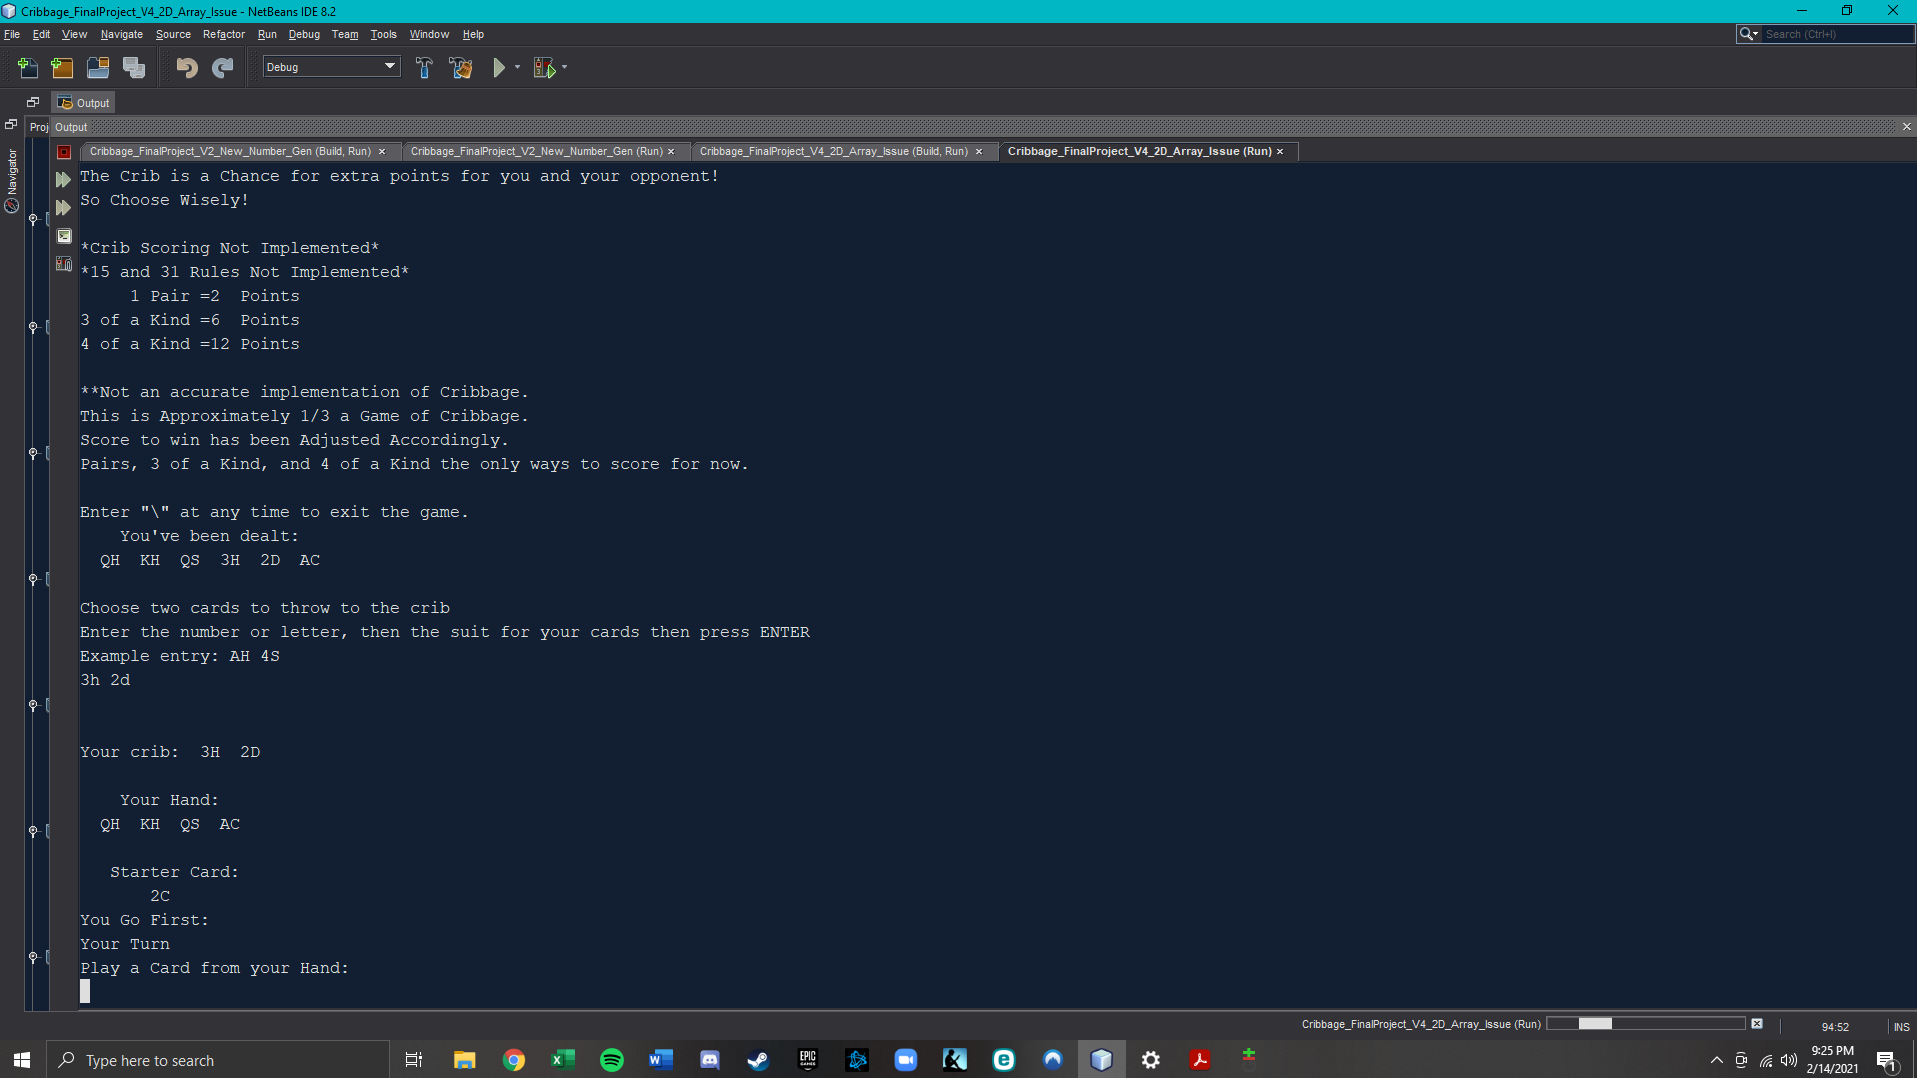 Cribbage_FinalProject_V4_2D_Array_Issue - NetBeans IDE 8.2
File Edit View Navigate Source Refactor Run Debug Team Tools Window Help
Search (Ctrl+I)
Debug
Output
Proj Output
Navigator
Cribbage_FinalProject_V2_New_Number_Gen (Build, Run) Cribbage_FinalProject_V2_New_Number_Gen (Run) Cribbage_FinalProject_V4_2D_Array_Issue (Build, Run) Cribbage_FinalProject_V4_2D_Array_Issue (Run)
The Crib is a Chance for extra points for you and your opponent!
So Choose Wisely!
*Crib Scoring Not Implemented*
*15 and 31 Rules Not Implemented*
1 Pair =2 Points
3 of a Kind =6 Points
4 of a Kind =12 Points
**Not an accurate implementation of Cribbage.
This is Approximately 1/3 a Game of Cribbage.
Score to win has been Adjusted Accordingly.
Pairs, 3 of a Kind, and 4 of a Kind the only ways to score for now.
Enter "\" at any time to exit the game.
You've been dealt:
QH KH QS 3H 2D AC
Choose two cards to throw to the crib
Enter the number or letter, then the suit for your cards then press ENTER
Example entry: AH 4S
3h 2d
Your crib: 3H 2D
Your Hand:
QH KH QS AC
Starter Card:
2C
You Go First:
Your Turn
Play a Card from your Hand:
Cribbage_FinalProject_V4_2D_Array_Issue (Run)
94:52 INS
Type here to search
EPIC GAMES
9:25 PM
2/14/2021
1